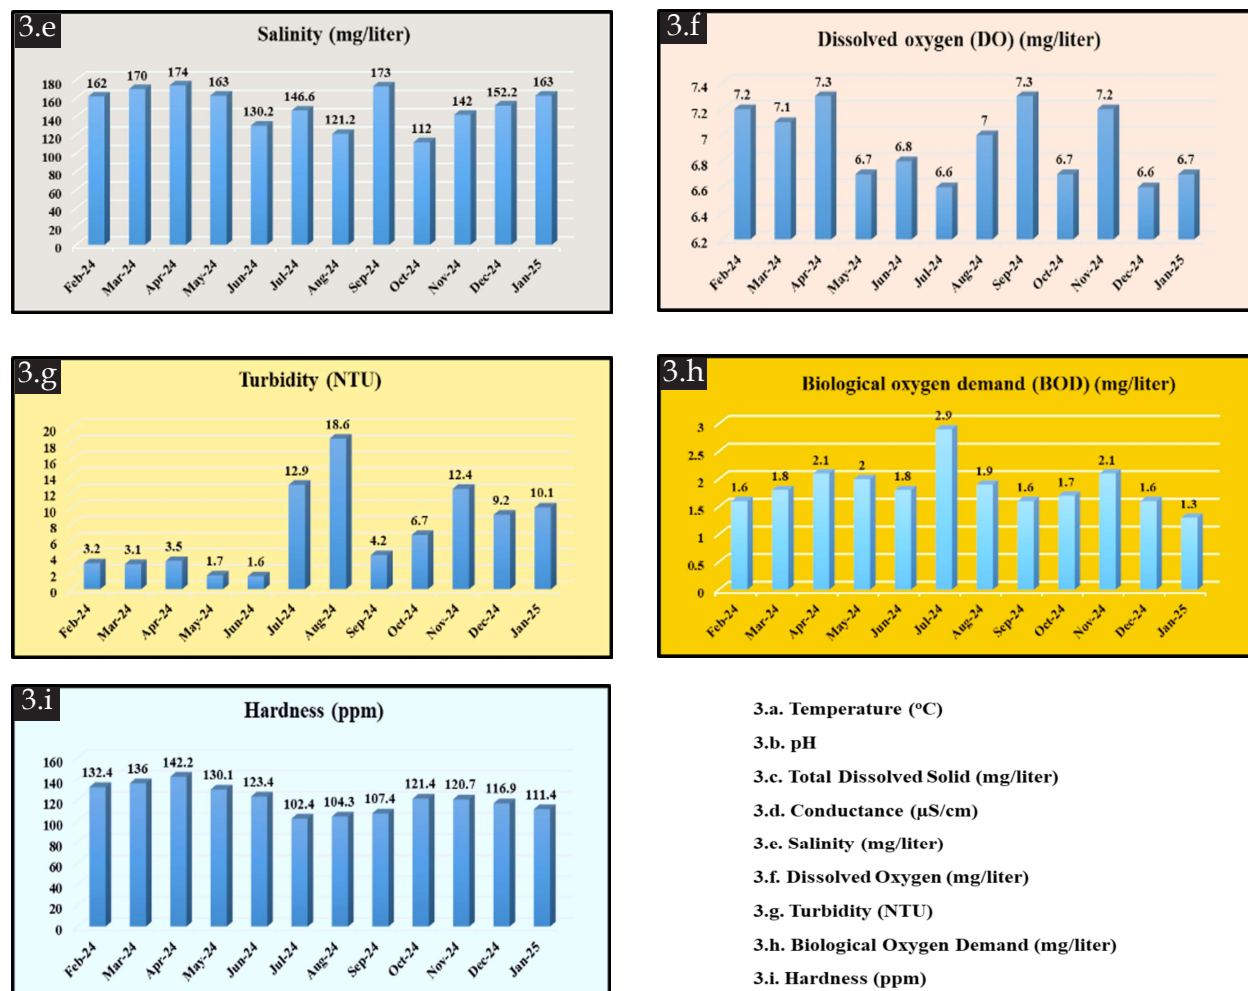 3.e
Salinity (mg/liter)
180
160
140
120
100
80
60
40
20
0
162 170 174 163 130.2 146.6 121.2 173 112 142 152.2 163
Feb-24 Mar-24 Apr-24 May-24 Jun-24 Jul-24 Aug-24 Sep-24 Oct-24 Nov-24 Dec-24 Jan-25
3.f
Dissolved oxygen (DO) (mg/liter)
7.4
7.2
7
6.8
6.6
6.4
6.2
7.2 7.1 7.3 6.7 6.8 6.6 7 7.3 6.7 7.2 6.6 6.7
Feb-24 Mar-24 Apr-24 May-24 Jun-24 Jul-24 Aug-24 Sep-24 Oct-24 Nov-24 Dec-24 Jan-25
3.g
Turbidity (NTU)
20
18
16
14
12
10
8
6
4
2
0
3.2 3.1 3.5 1.7 1.6 12.9 18.6 4.2 6.7 12.4 9.2 10.1
Feb-24 Mar-24 Apr-24 May-24 Jun-24 Jul-24 Aug-24 Sep-24 Oct-24 Nov-24 Dec-24 Jan-25
3.h
Biological oxygen demand (BOD) (mg/liter)
3
2.5
2
1.5
1
0.5
0
1.6 1.8 2.1 2 1.8 2.9 1.9 1.6 1.7 2.1 1.6 1.3
Feb-24 Mar-24 Apr-24 May-24 Jun-24 Jul-24 Aug-24 Sep-24 Oct-24 Nov-24 Dec-24 Jan-25
3.i
Hardness (ppm)
160
140
120
100
80
60
40
20
0
132.4 136 142.2 130.1 123.4 102.4 104.3 107.4 121.4 120.7 116.9 111.4
Feb-24 Mar-24 Apr-24 May-24 Jun-24 Jul-24 Aug-24 Sep-24 Oct-24 Nov-24 Dec-24 Jan-25
3.a. Temperature (°C)
3.b. pH
3.c. Total Dissolved Solid (mg/liter)
3.d. Conductance (µS/cm)
3.e. Salinity (mg/liter)
3.f. Dissolved Oxygen (mg/liter)
3.g. Turbidity (NTU)
3.h. Biological Oxygen Demand (mg/liter)
3.i. Hardness (ppm)